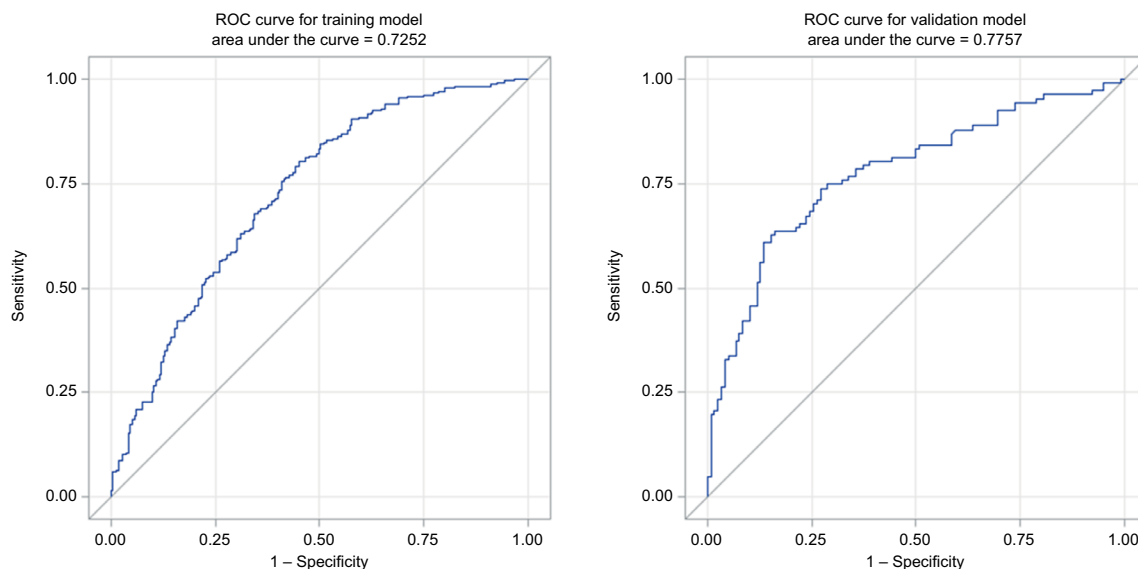 ROC curve for training model
area under the curve = 0.7252
1.00
0.75
0.50
0.25
0.00
Sensitivity
0.00 0.25 0.50 0.75 1.00
1 – Specificity
ROC curve for validation model
area under the curve = 0.7757
1.00
0.75
0.50
0.25
0.00
Sensitivity
0.00 0.25 0.50 0.75 1.00
1 – Specificity